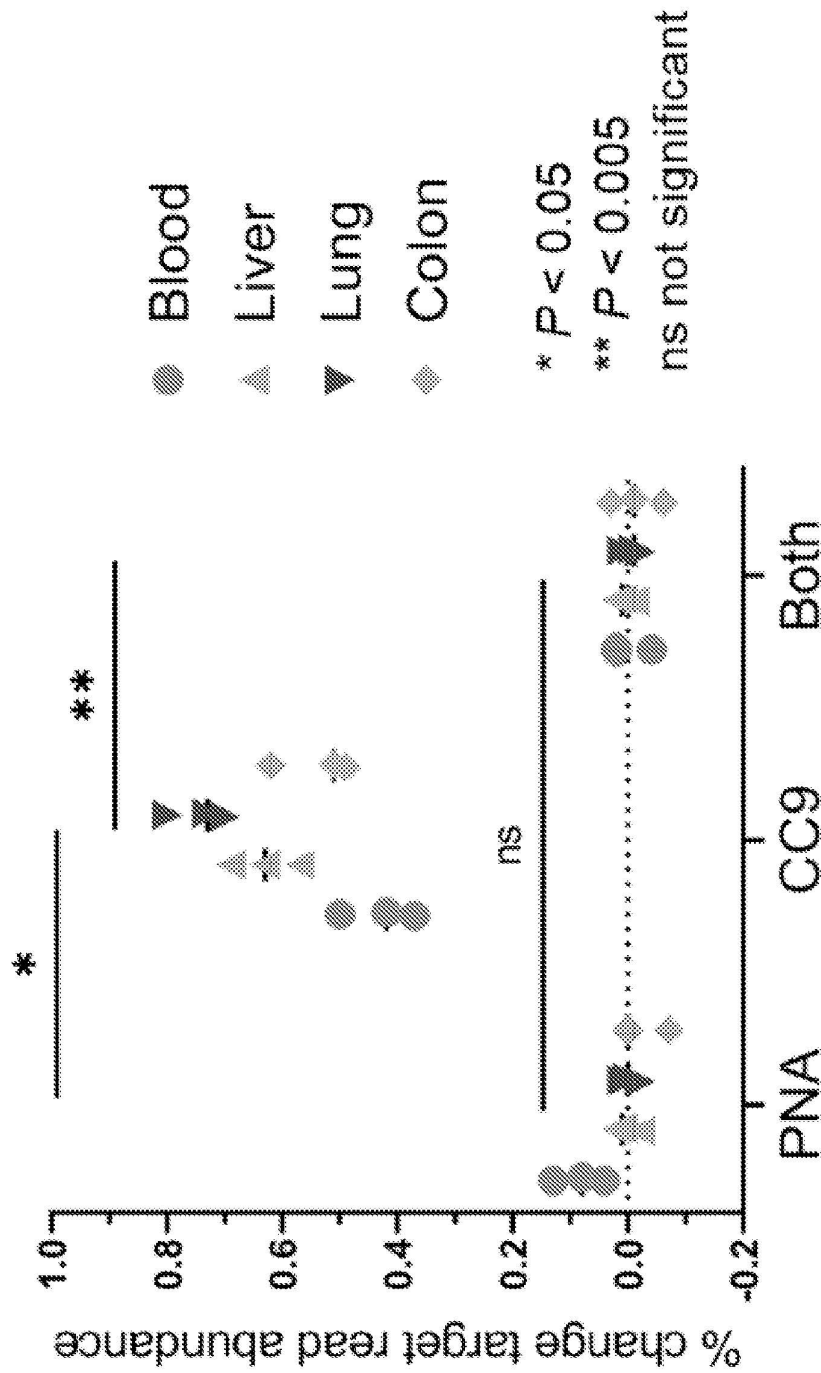 % change target read abundance
1.0
0.8
0.6
0.4
0.2
0.0
-0.2
*
**
ns
PNA
CC9
Both
Blood
Liver
Lung
Colon
* P < 0.05
** P < 0.005
ns not significant